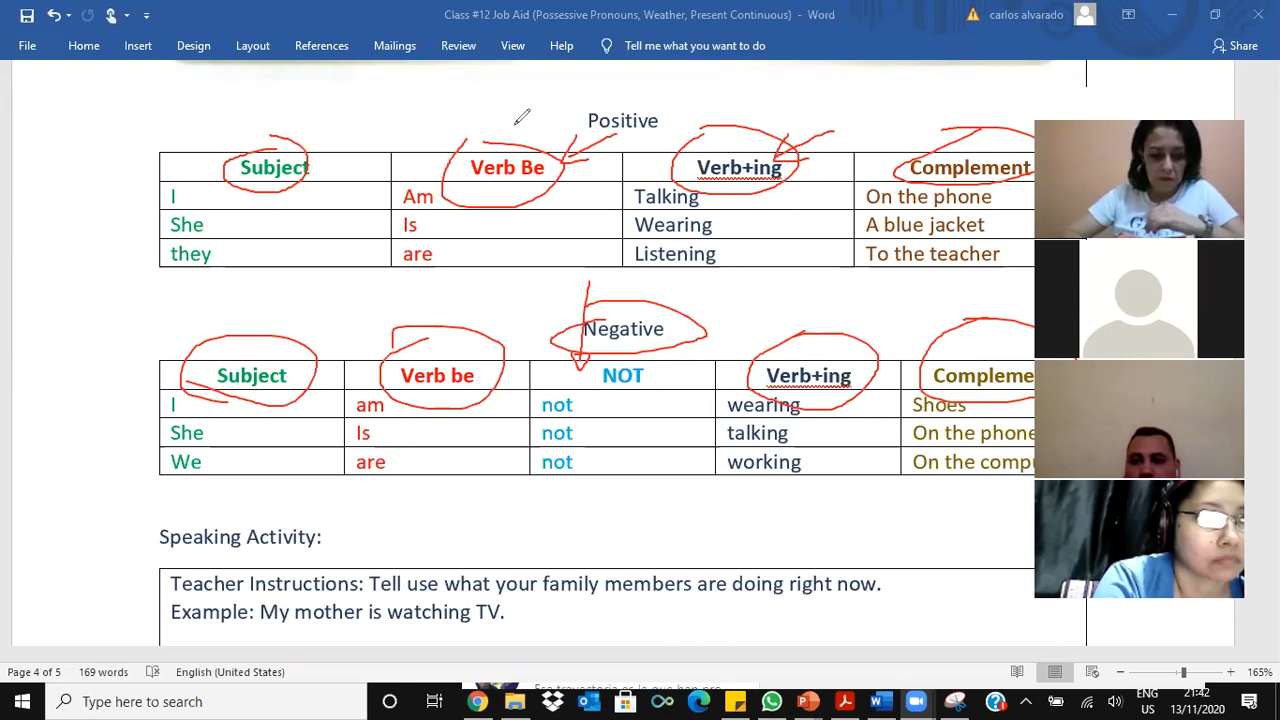 Class #12 Job Aid (Possessive Pronouns, Weather, Present Continuous) - Word
carlos alvarado
File Home Insert Design Layout References Mailings Review View Help Tell me what you want to do Share
Positive
Subject Verb Be Verb+ing Complement
I Am Talking On the phone
She Is Wearing A blue jacket
they are Listening To the teacher
Negative
Subject Verb be NOT Verb+ing Compleme
I am not wearing Shoes
She Is not talking On the phone
We are not working On the compu
Speaking Activity:
Teacher Instructions: Tell use what your family members are doing right now.
Example: My mother is watching TV.
Page 4 of 5 169 words English (United States) 165%
Type here to search
ENG 21:42
US 13/11/2020